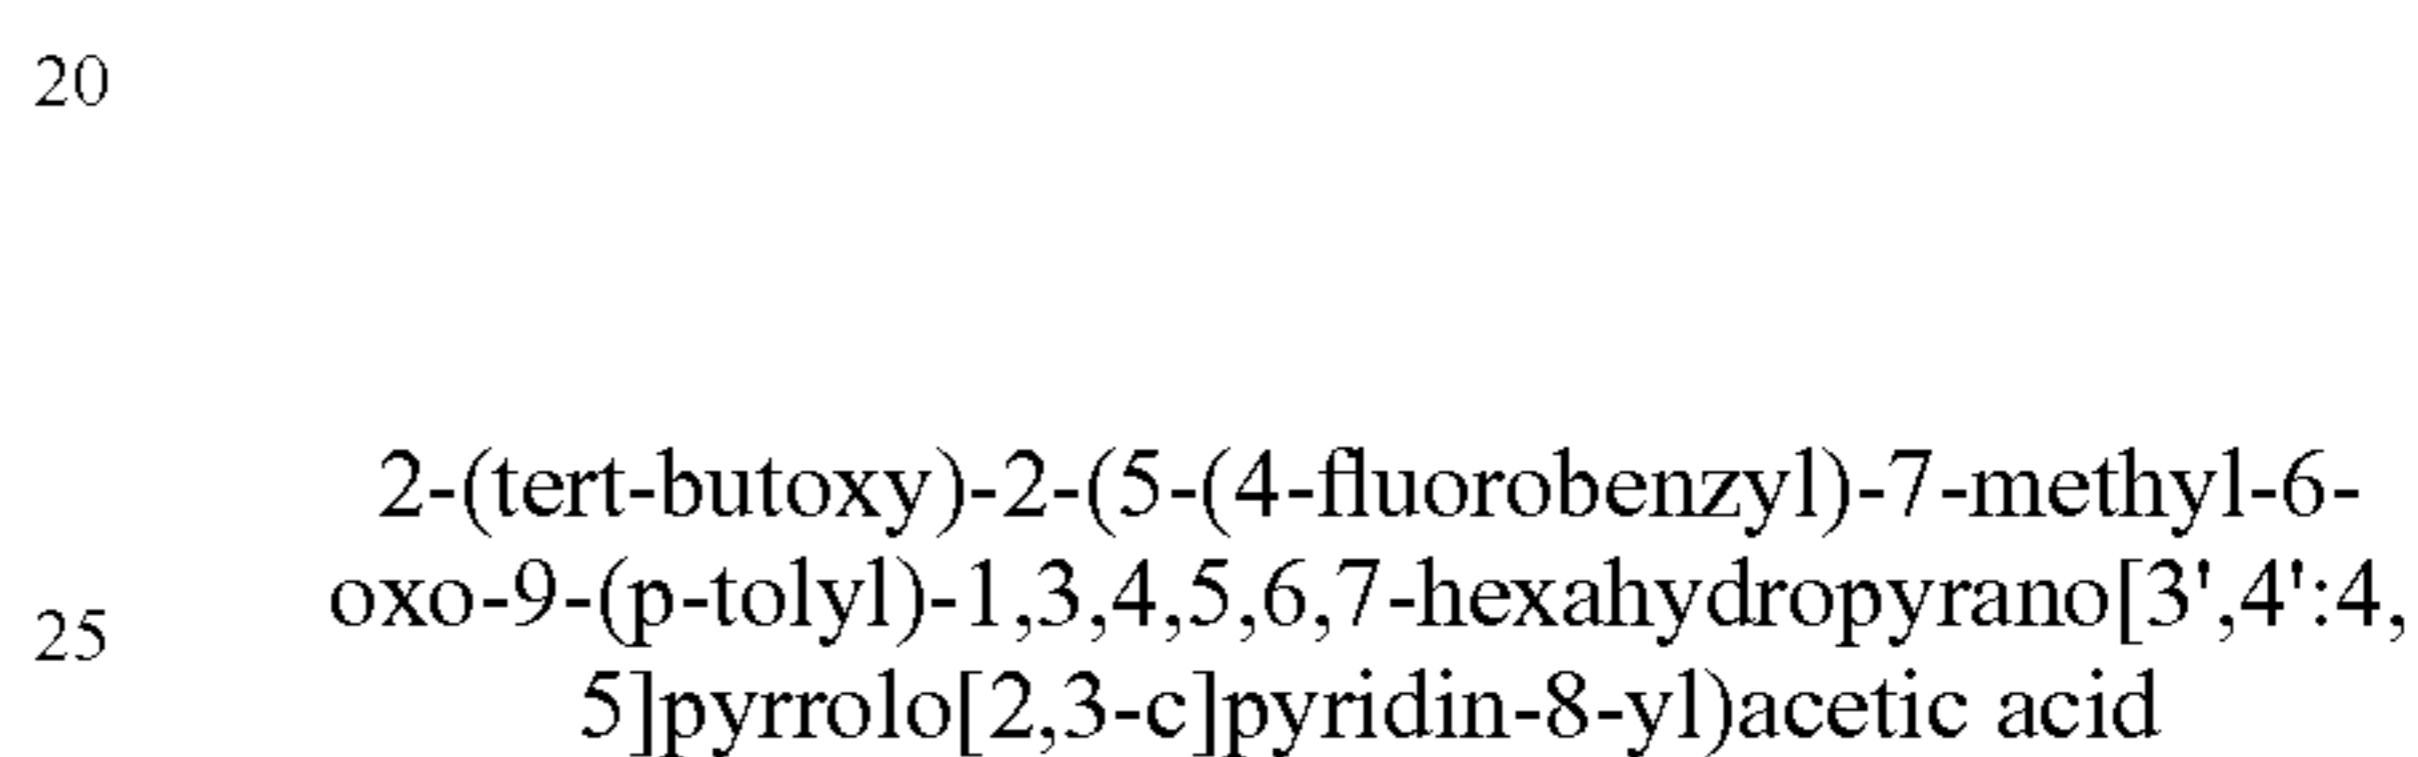 20
2-(tert-butoxy)-2-(5-(4-fluorobenzyl)-7-methyl-6-
oxo-9-(p-tolyl)-1,3,4,5,6,7-hexahydropyrano[3',4':4,
25
5]pyrrolo[2,3-c]pyridin-8-yl)acetic acid